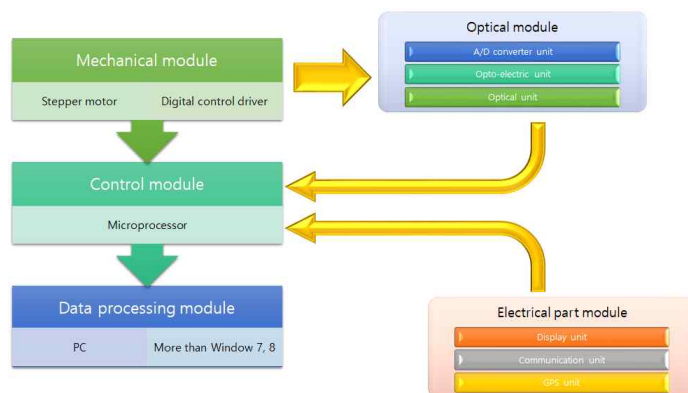 Mechanical module
Stepper motor
Digital control driver
Control module
Microprocessor
Data processing module
PC
More than Window 7, 8
Optical module
A/D converter unit
Opto-electric unit
Optical unit
Electrical part module
Display unit
Communication unit
GPS unit